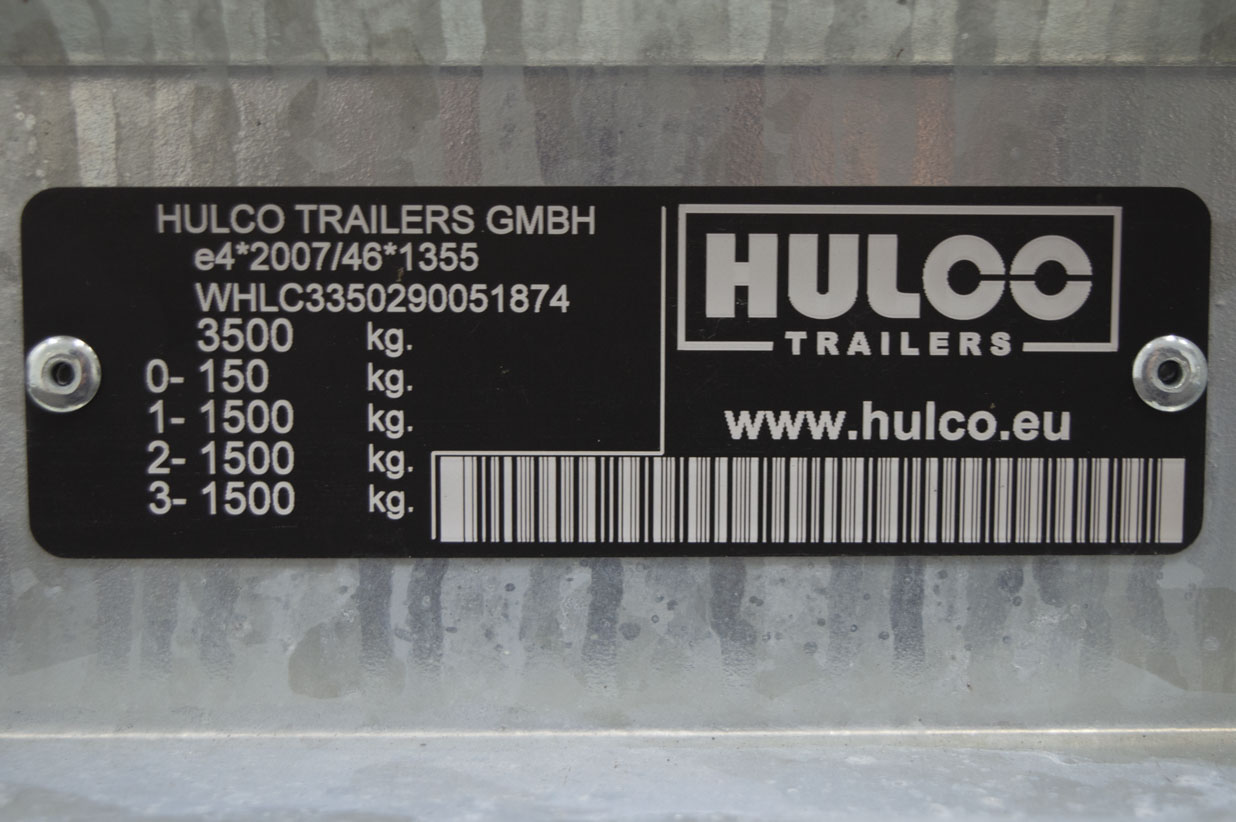 HULCO TRAILERS GMBH
e4*2007/46*1355
WHLC3350290051874
3500 kg.
0- 150 kg.
1- 1500 kg.
2- 1500 kg.
3- 1500 kg.
HULCO
TRAILERS
www.hulco.eu